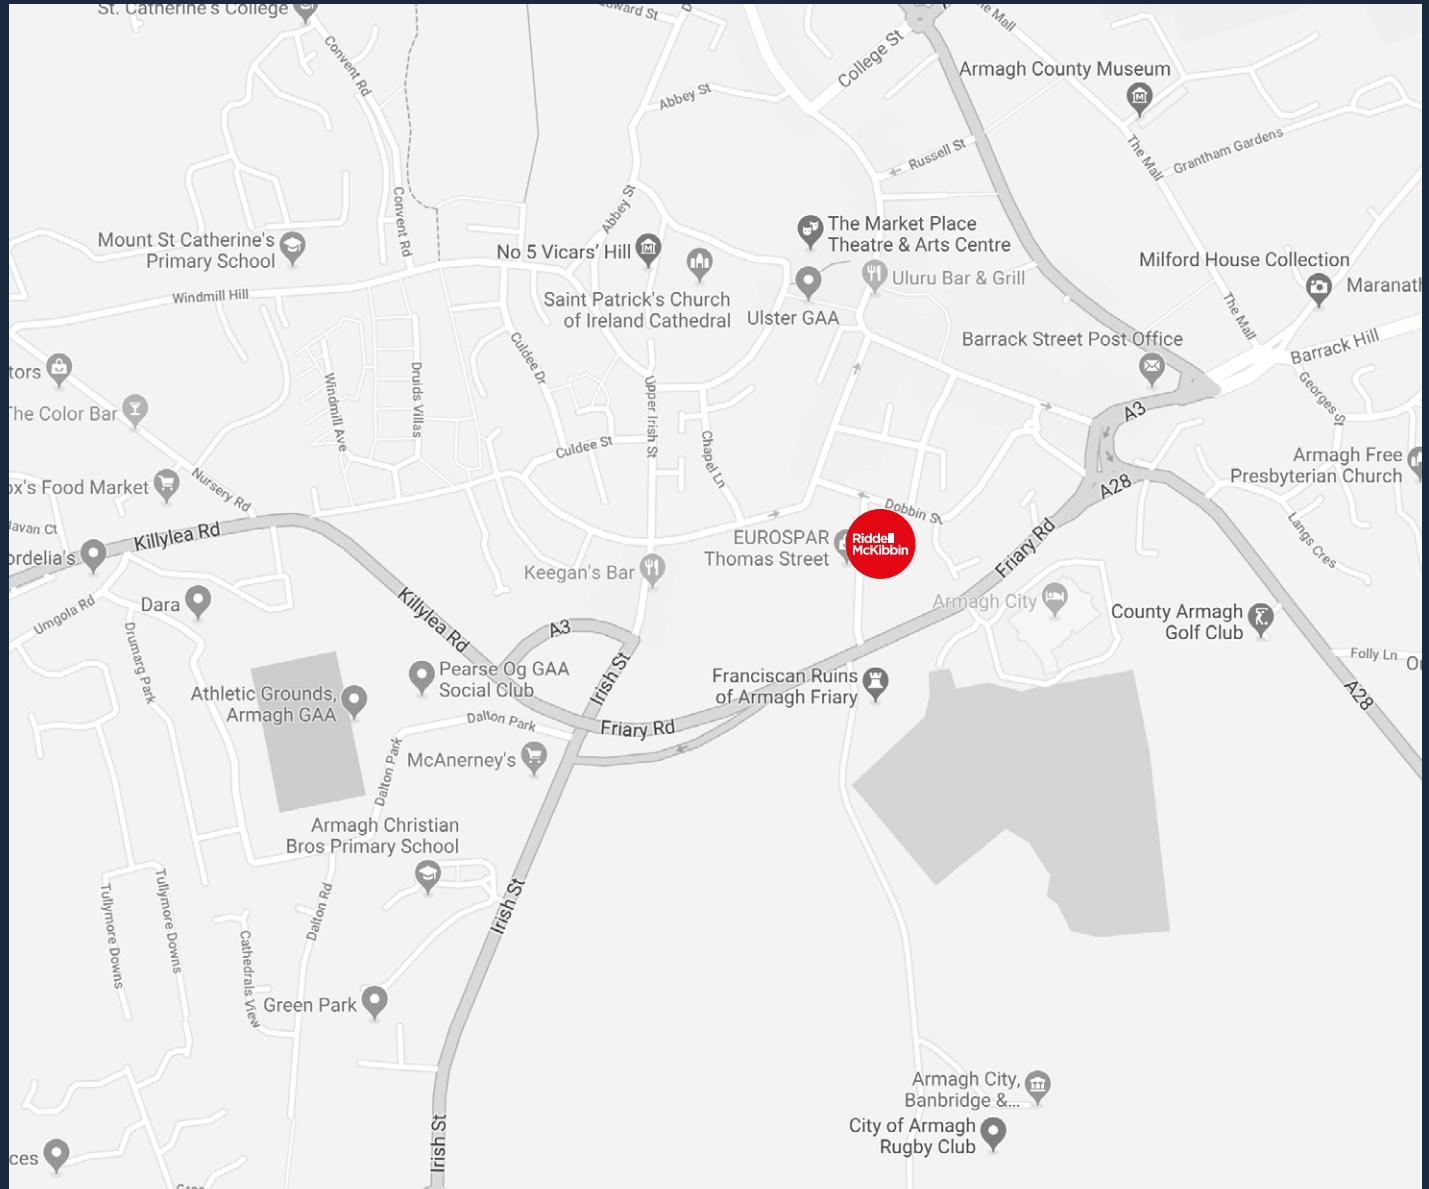 St. Catherine's College
Edward St
The Mall
College St
Convent Rd
Armagh County Museum
Abbey St
The Mall
Grantham Gardens
Russell St
Abbey St
Convent Rd
The Market Place
Theatre & Arts Centre
Mount St Catherine's
Primary School
No 5 Vicars' Hill
Milford House Collection
Uluru Bar & Grill
Maranath
Windmill Hill
Saint Patrick's Church
of Ireland Cathedral
Ulster GAA
The Mall
Barrack Street Post Office
Barrack Hill
Culdee Dr
tors
Druids Villas
Windmill Ave
Upper Irish St
Georges St
The Color Bar
A3
Culdee St
Chapel Ln
Armagh Free
Presbyterian Church
Nursery Rd
ox's Food Market
A28
Dobbin St
lavan Ct
Killylea Rd
EUROSPAR
Thomas Street
Riddell
McKibbin
Friary Rd
Langs Cres
ordelia's
Keegan's Bar
Armagh City
Dara
Umgola Rd
Killylea Rd
County Armagh
Golf Club
A3
Drumarg Park
Folly Ln
Pearse Og GAA
Social Club
Irish St
Franciscan Ruins
of Armagh Friary
Athletic Grounds,
Armagh GAA
A28
Dalton Park
Friary Rd
McAnerney's
Dalton Park
Armagh Christian
Bros Primary School
Irish St
Dalton Rd
Tullymore Downs
Tullymore Downs
Cathedrals View
Green Park
Armagh City,
Banbridge &...
City of Armagh
Rugby Club
Irish St
ces